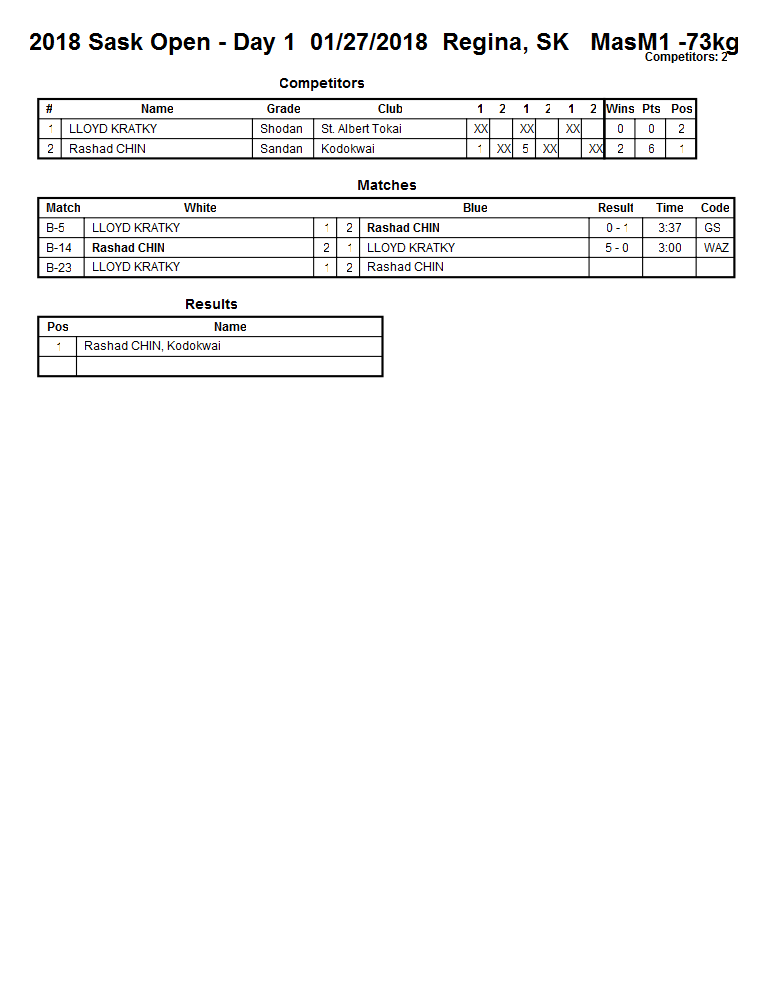 2018 Sask Open - Day 1 01/27/2018 Regina, SK MasM1 -73kg
Competitors: 2
Competitors
# Name Grade Club 1 2 1 2 1 2 Wins Pts Pos
1 LLOYD KRATKY Shodan St. Albert Tokai XX XX XX 0 0 2
2 Rashad CHIN Sandan Kodokwai 1 XX 5 XX XX 2 6 1
Matches
Match White Blue Result Time Code
B-5 LLOYD KRATKY 1 2 Rashad CHIN 0 - 1 3:37 GS
B-14 Rashad CHIN 2 1 LLOYD KRATKY 5 - 0 3:00 WAZ
B-23 LLOYD KRATKY 1 2 Rashad CHIN
Results
Pos Name
1 Rashad CHIN, Kodokwai